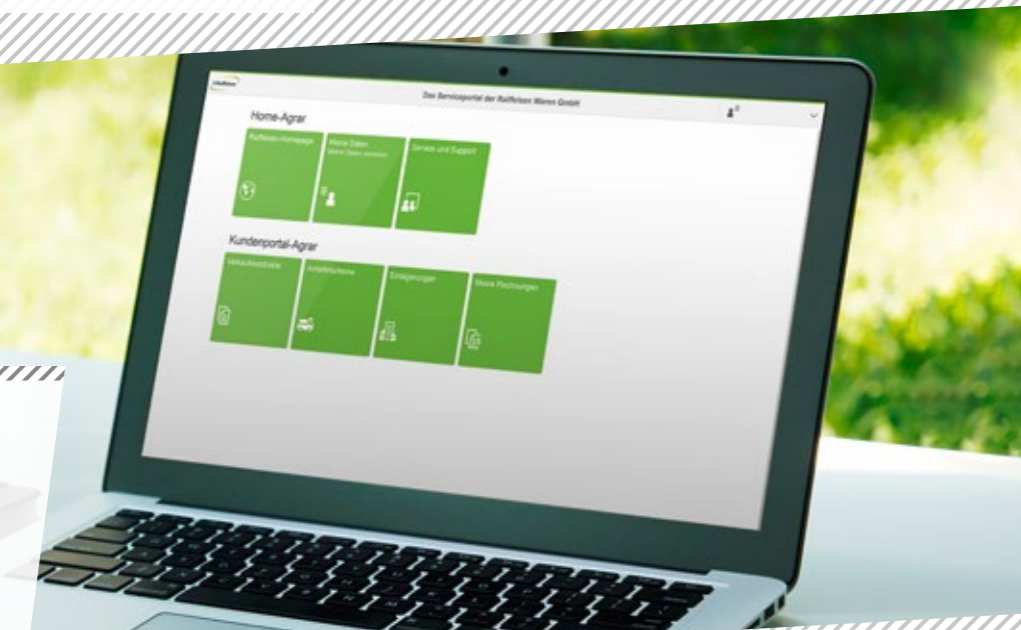 Das Serviceportal der Raiffeisen Waren GmbH
Home-Agrar
Raiffeisen-Homepage
Meine Daten
Service und Support
Kundenportal-Agrar
Verkaufskontrakte
Anlieferscheine
Einlagerungen
Meine Rechnungen